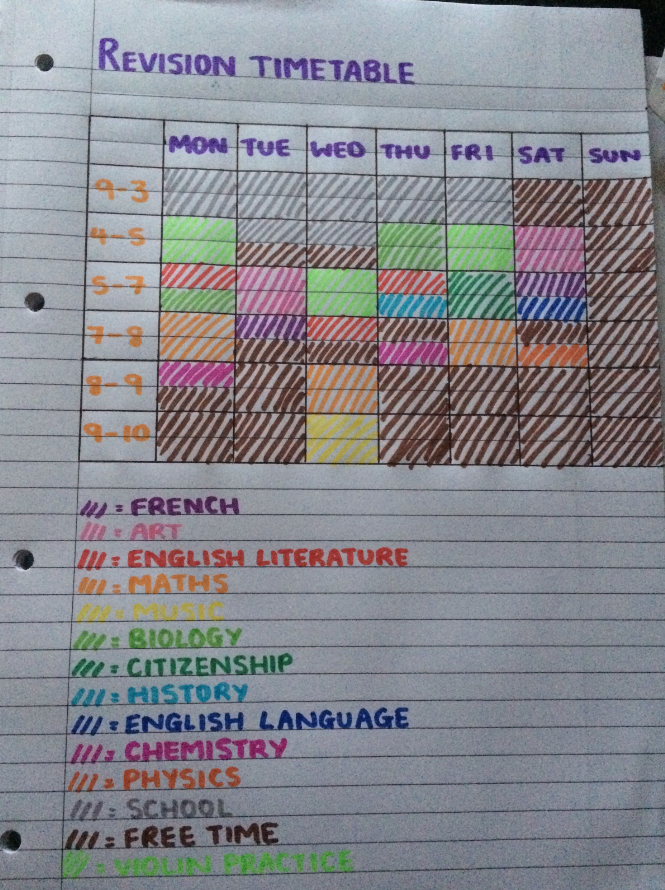 REVISION TIMETABLE
MON TUE WED THU FRI SAT SUN
9-3
4-5
5-7
7-8
8-9
9-10
/// = FRENCH
/// = ART
/// = ENGLISH LITERATURE
/// = MATHS
/// = MUSIC
/// = BIOLOGY
/// = CITIZENSHIP
/// = HISTORY
/// = ENGLISH LANGUAGE
/// = CHEMISTRY
/// = PHYSICS
/// = SCHOOL
/// = FREE TIME
/// = VIOLIN PRACTICE